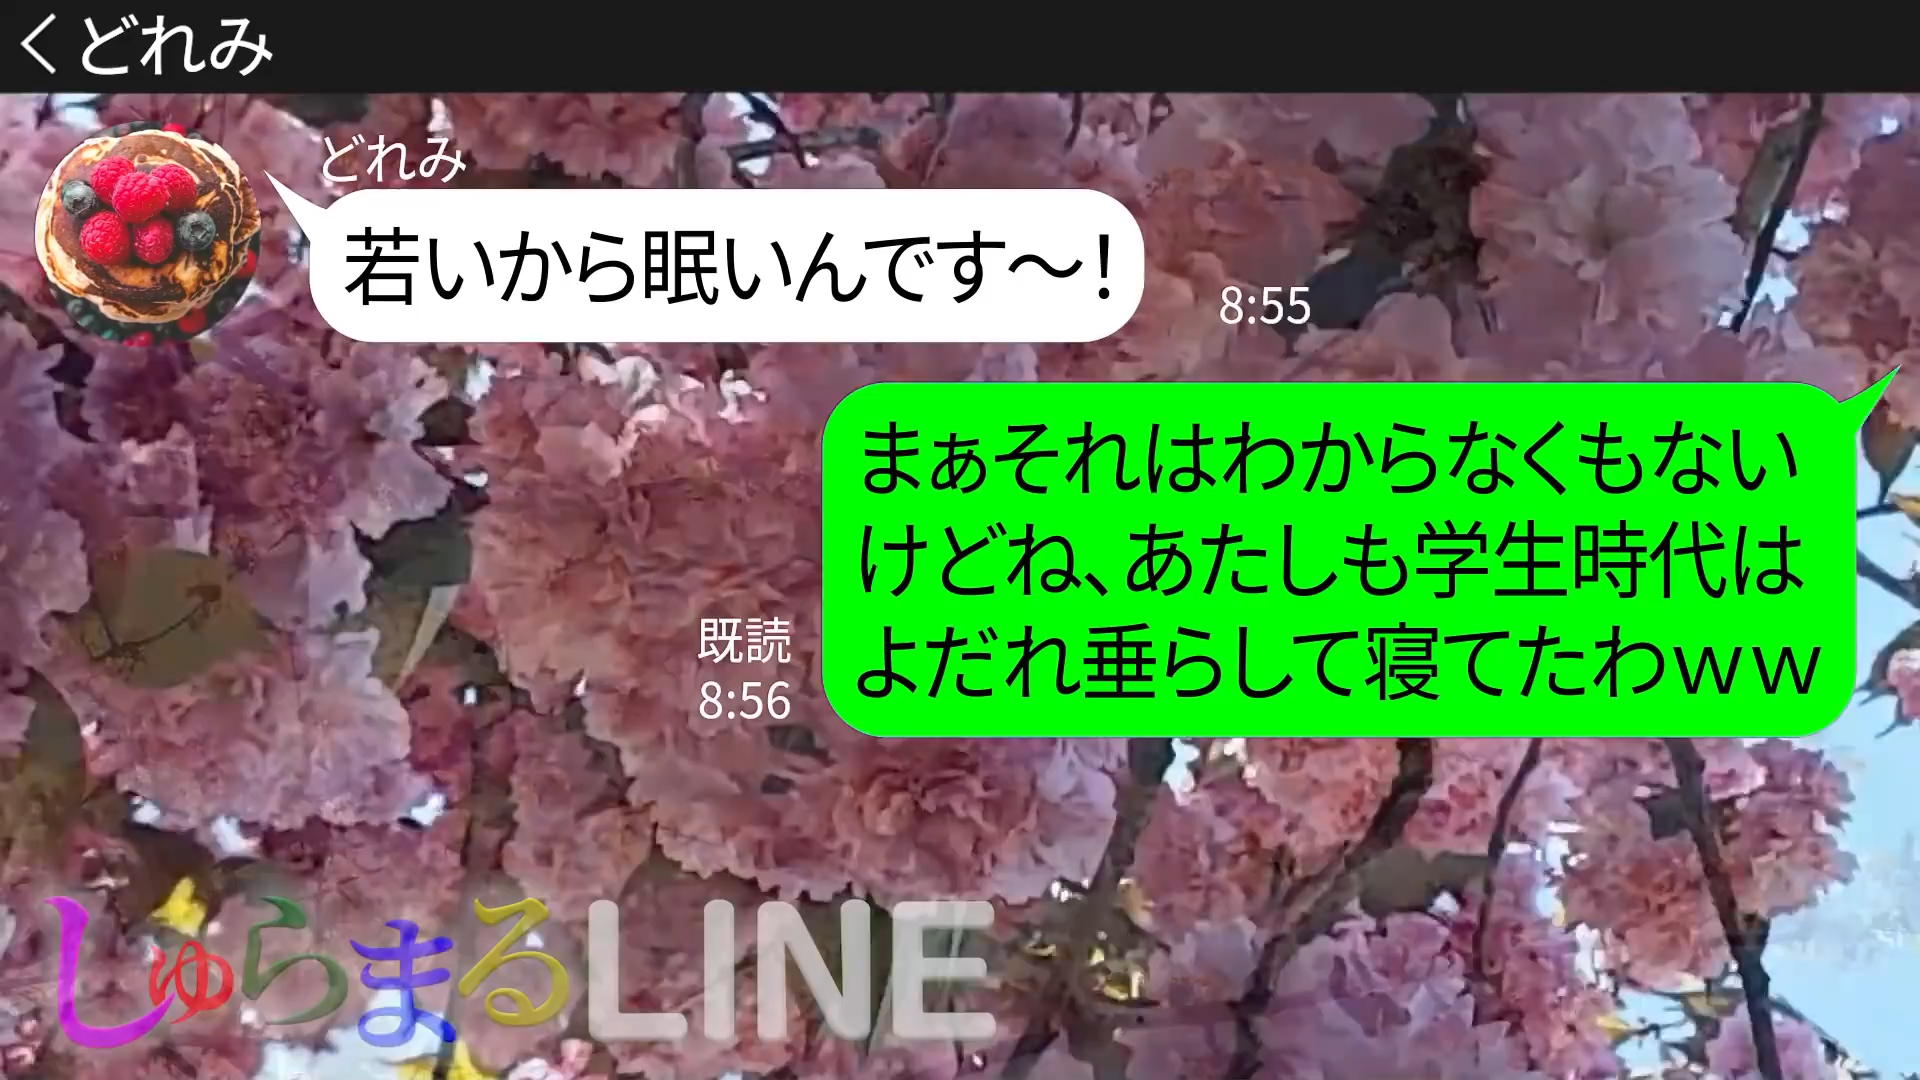 どれみ
どれみ
若いから眠いんです〜!
8:55
まぁそれはわからなくもない
けどね、あたしも学生時代は
よだれ垂らして寝てたわｗｗ
既読
8:56
しゅらまるLINE